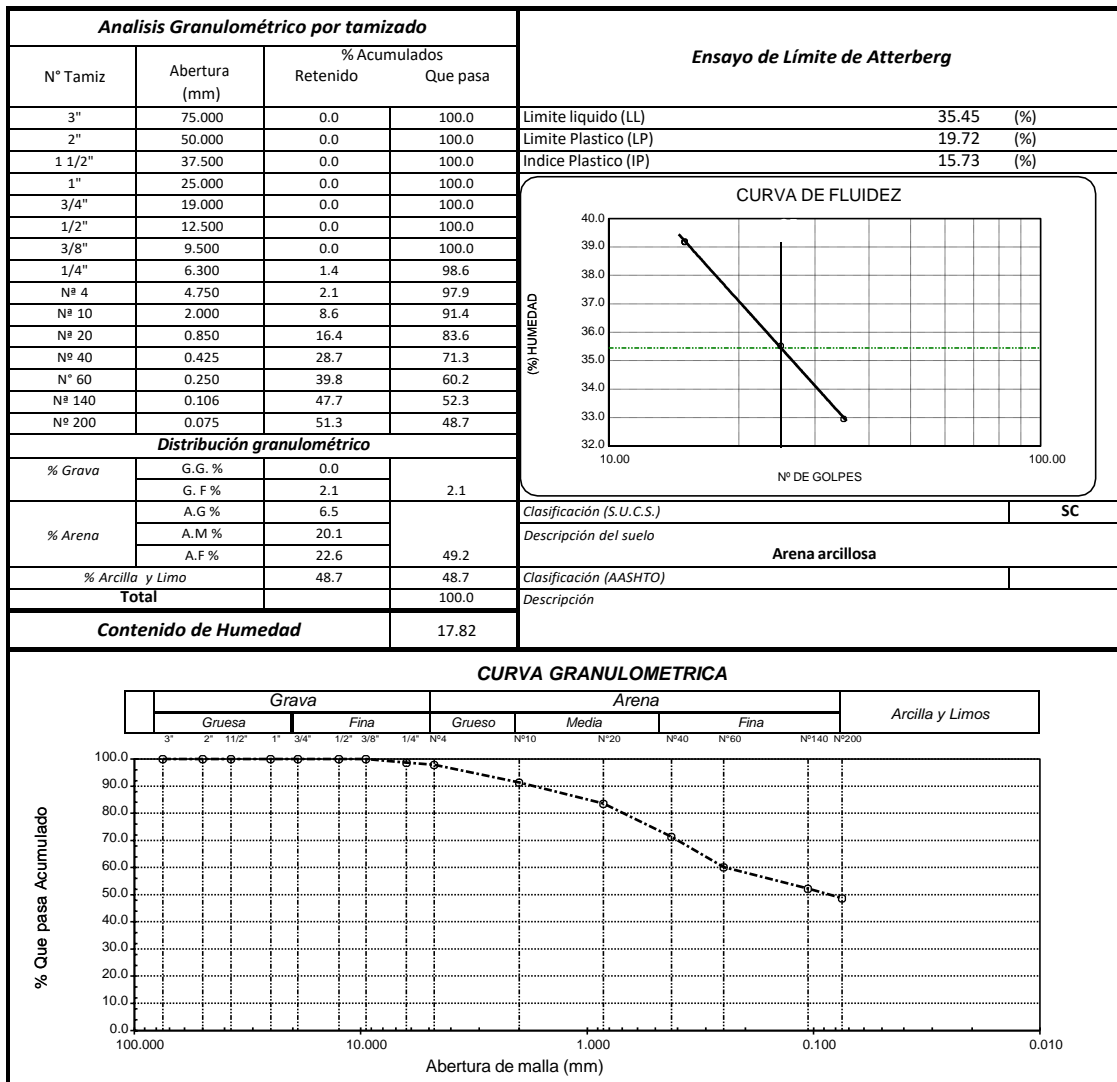 Analisis Granulométrico por tamizado
N° Tamiz Abertura (mm) % Acumulados Retenido Que pasa
3" 75.000 0.0 100.0
2" 50.000 0.0 100.0
1 1/2" 37.500 0.0 100.0
1" 25.000 0.0 100.0
3/4" 19.000 0.0 100.0
1/2" 12.500 0.0 100.0
3/8" 9.500 0.0 100.0
1/4" 6.300 1.4 98.6
Nª 4 4.750 2.1 97.9
Nª 10 2.000 8.6 91.4
Nº 20 0.850 16.4 83.6
Nº 40 0.425 28.7 71.3
N° 60 0.250 39.8 60.2
Nª 140 0.106 47.7 52.3
Nº 200 0.075 51.3 48.7
Distribución granulométrico
% Grava G.G. % 0.0
G. F % 2.1 2.1
A.G % 6.5
% Arena A.M % 20.1
A.F % 22.6 49.2
% Arcilla y Limo 48.7 48.7
Total 100.0
Contenido de Humedad 17.82
Ensayo de Límite de Atterberg
Limite liquido (LL) 35.45 (%)
Limite Plastico (LP) 19.72 (%)
Indice Plastico (IP) 15.73 (%)
CURVA DE FLUIDEZ
(%) HUMEDAD
40.0
39.0
38.0
37.0
36.0
35.0
34.0
33.0
32.0
10.00 100.00
Nº DE GOLPES
Clasificación (S.U.C.S.) SC
Descripción del suelo
Arena arcillosa
Clasificación (AASHTO)
Descripción
CURVA GRANULOMETRICA
Grava Arena Arcilla y Limos
Gruesa Fina Grueso Media Fina
3" 2" 11/2" 1" 3/4" 1/2" 3/8" 1/4" Nº4 Nº10 N°20 N°40 N°60 Nº140 Nº200
% Que pasa Acumulado
100.0
90.0
80.0
70.0
60.0
50.0
40.0
30.0
20.0
10.0
0.0
100.000 10.000 1.000 0.100 0.010
Abertura de malla (mm)